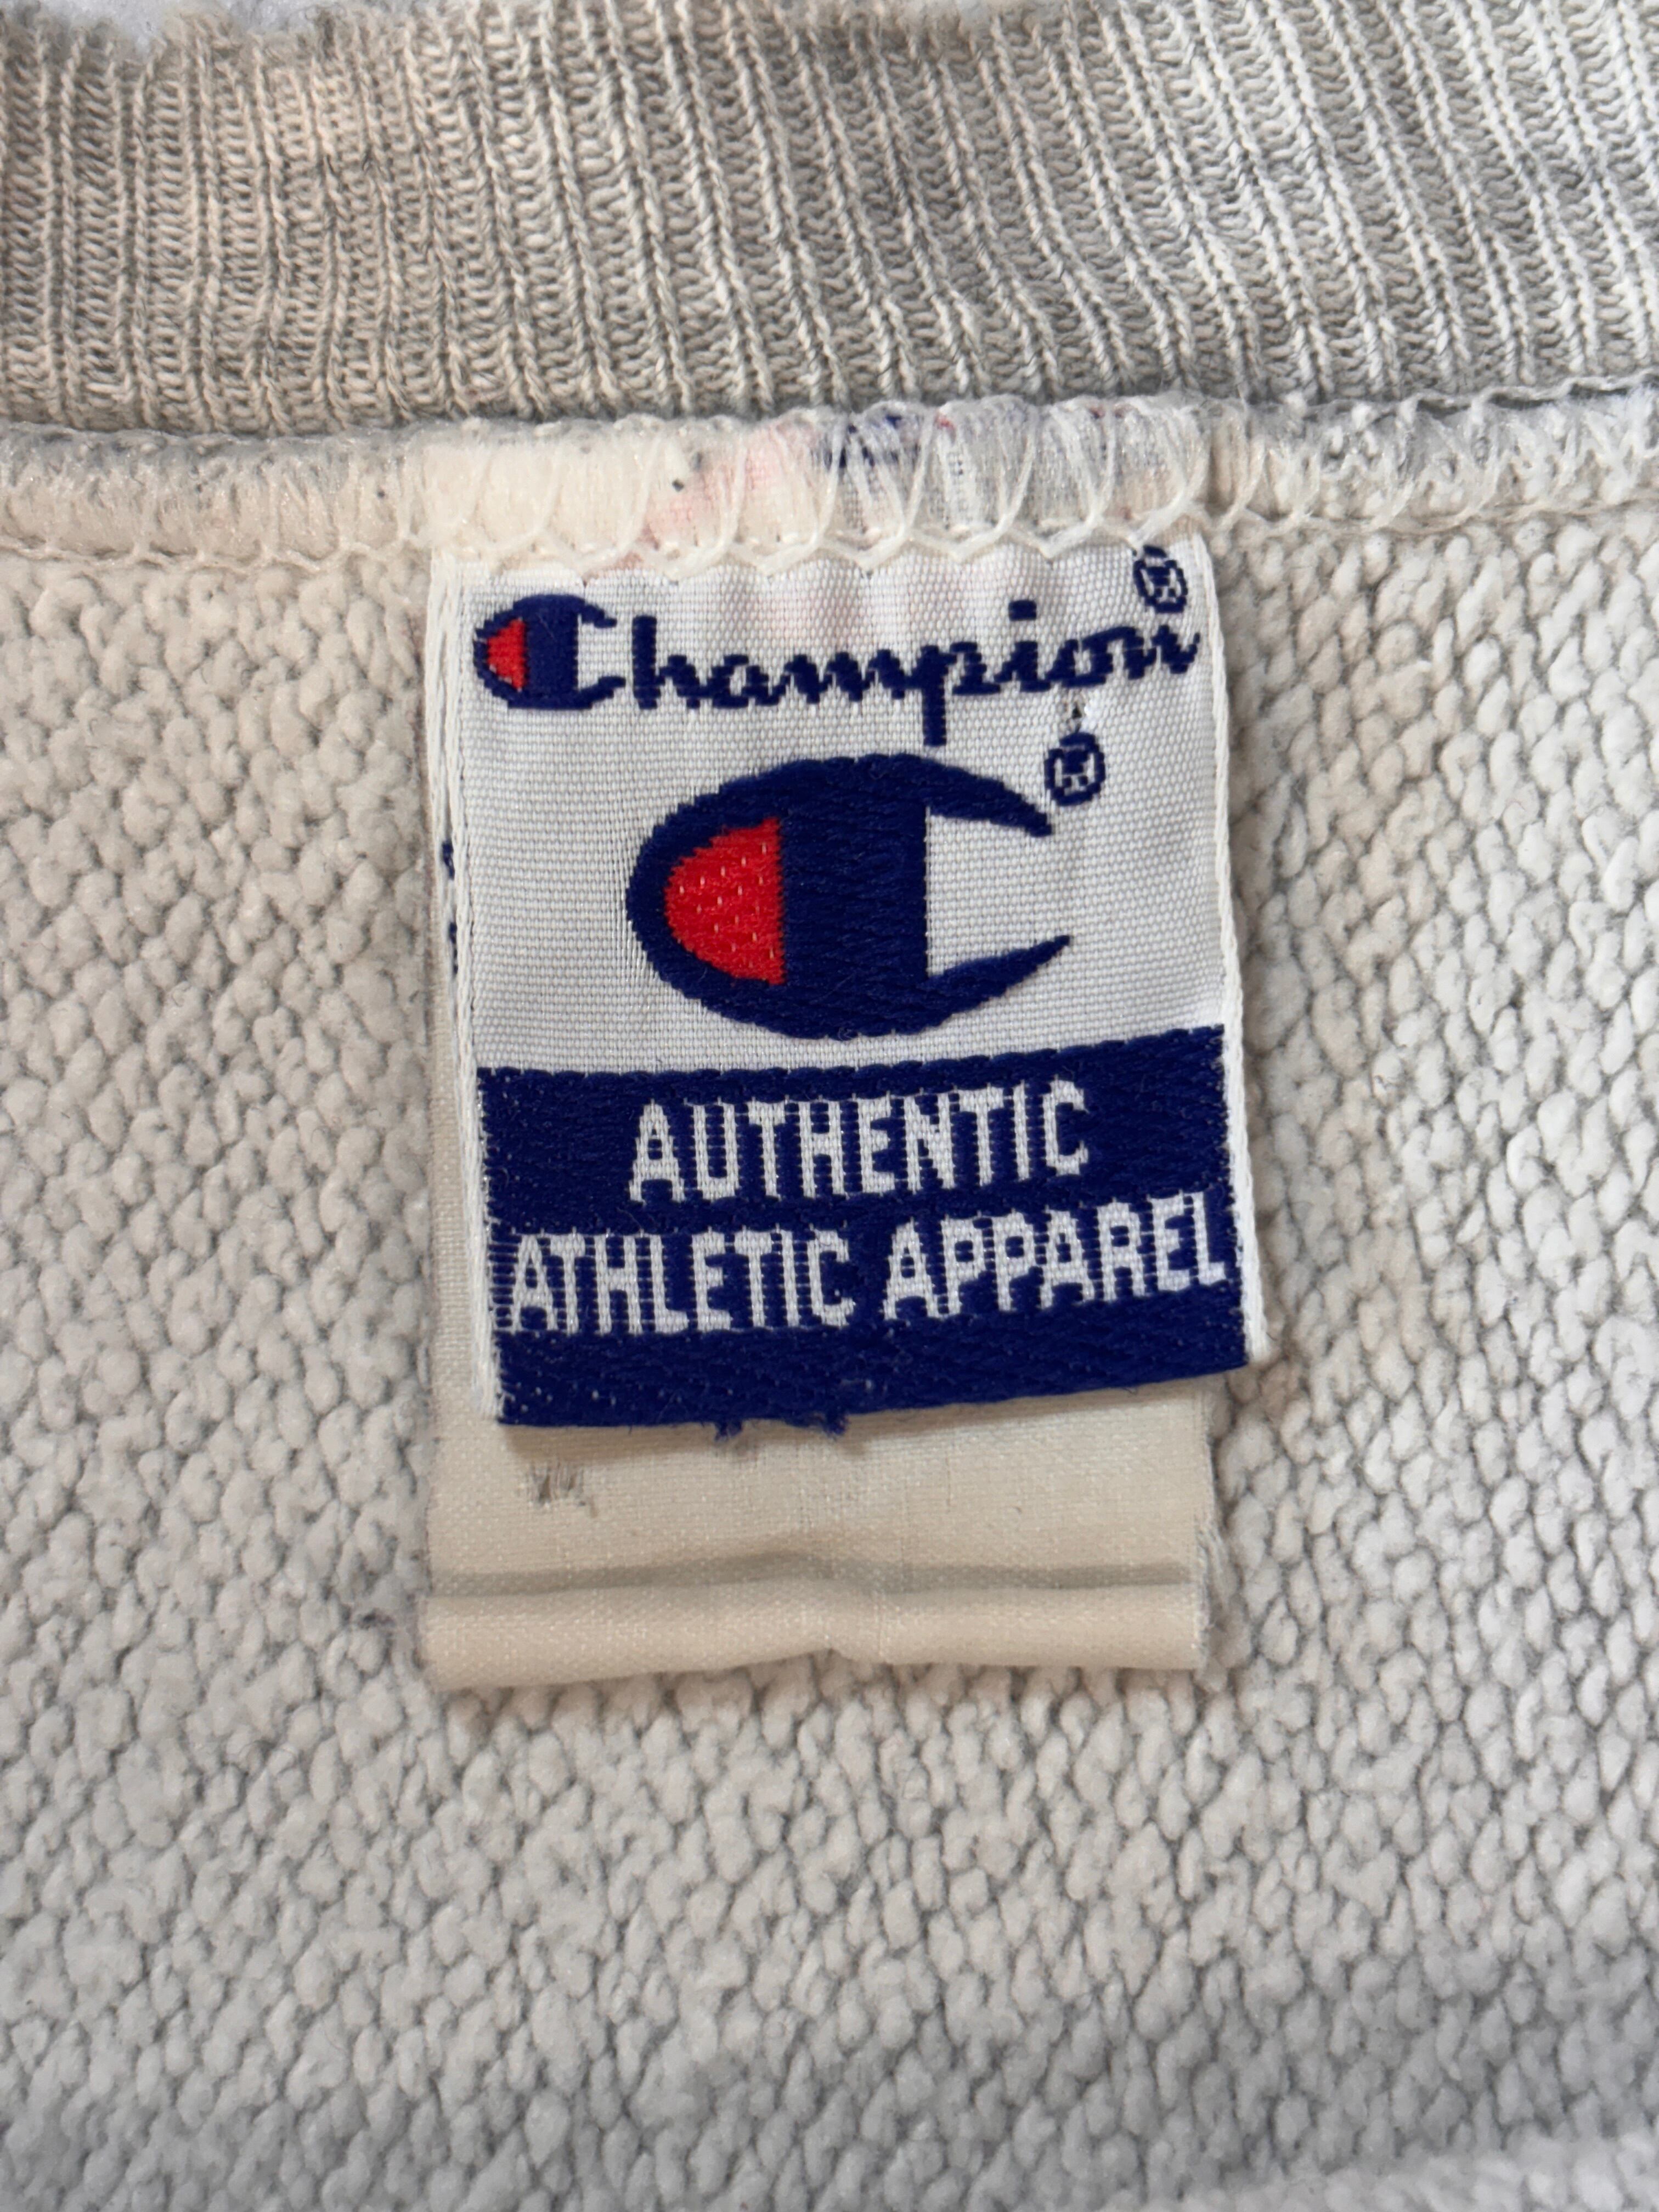 Champion®
®
AUTHENTIC
ATHLETIC APPAREL